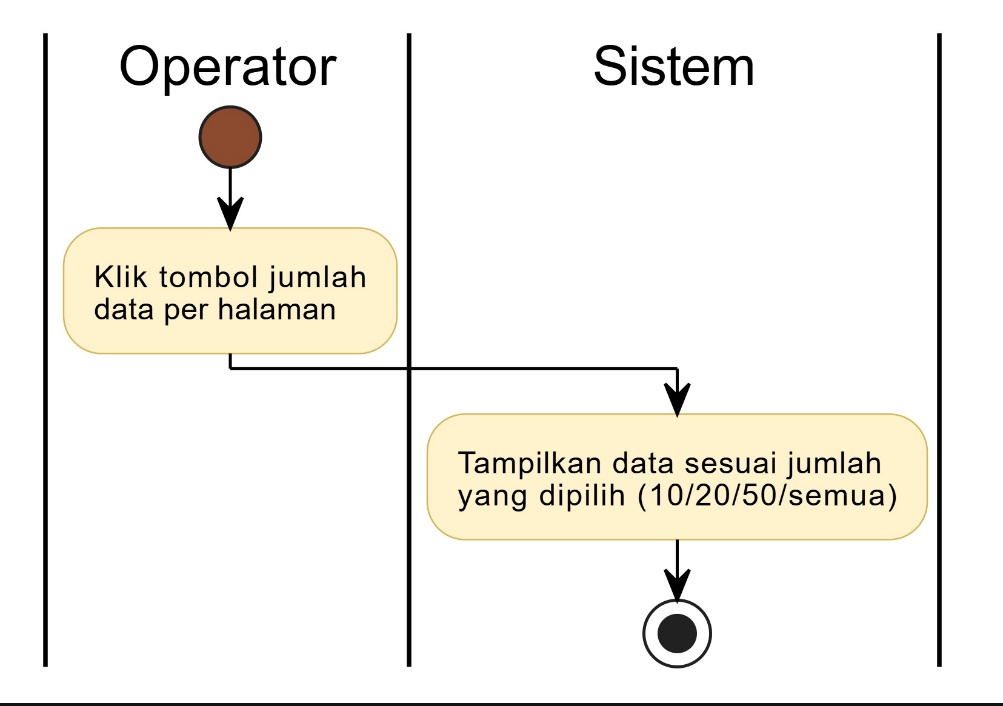 Operator
Sistem
Klik tombol jumlah
data per halaman
Tampilkan data sesuai jumlah
yang dipilih (10/20/50/semua)